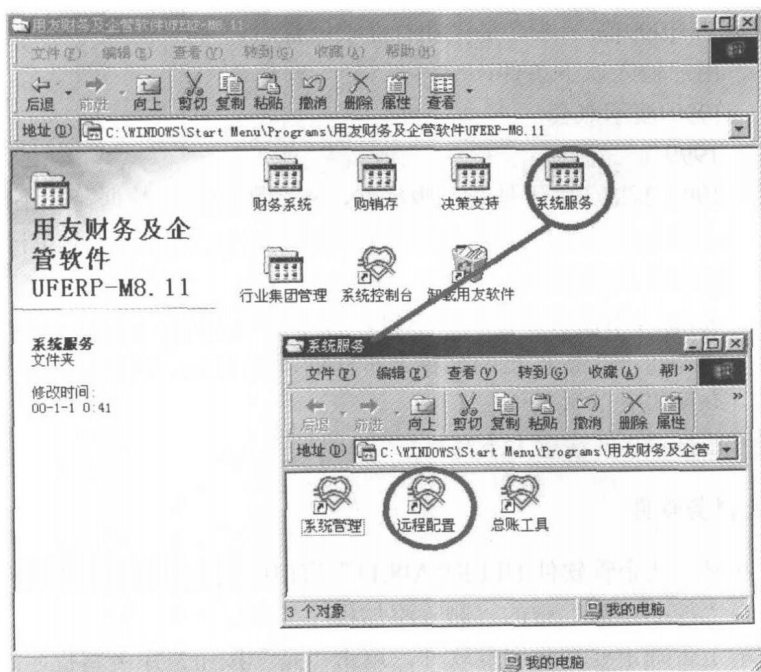 用友财务及企管软件UFERP-M8.11
文件(F) 编辑(E) 查看(V) 转到(G) 收藏(A) 帮助(H)
后退 前进 向上 剪切 复制 粘贴 撤消 删除 属性 查看
地址(D) C:\WINDOWS\Start Menu\Programs\用友财务及企管软件UFERP-M8.11
用友财务及企
管软件
UFERP-M8.11
系统服务
文件夹
修改时间:
00-1-1 0:41
财务系统 购销存 决策支持 系统服务
行业集团管理 系统控制台 卸载用友软件
系统服务
文件(F) 编辑(E) 查看(V) 转到(G) 收藏(A) 帮 »
后退 前进 向上 剪切 复制 粘贴 撤消 删除 属性 »
地址(D) C:\WINDOWS\Start Menu\Programs\用友财务及企管
系统管理 远程配置 总账工具
3 个对象 我的电脑
我的电脑